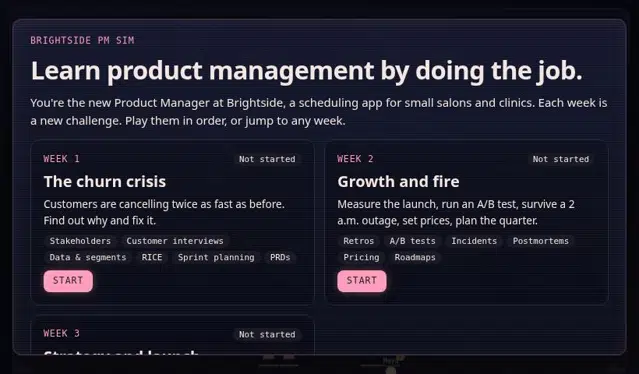 BRIGHTSIDE PM SIM
Learn product management by doing the job.
You're the new Product Manager at Brightside, a scheduling app for small salons and clinics. Each week is
a new challenge. Play them in order, or jump to any week.
WEEK 1
Not started
The churn crisis
Customers are cancelling twice as fast as before.
Find out why and fix it.
Stakeholders Customer interviews
Data & segments RICE Sprint planning PRDs
START
WEEK 2
Not started
Growth and fire
Measure the launch, run an A/B test, survive a 2
a.m. outage, set prices, plan the quarter.
Retros A/B tests Incidents Postmortems
Pricing Roadmaps
START
WEEK 3
Not started
Strategy and launch